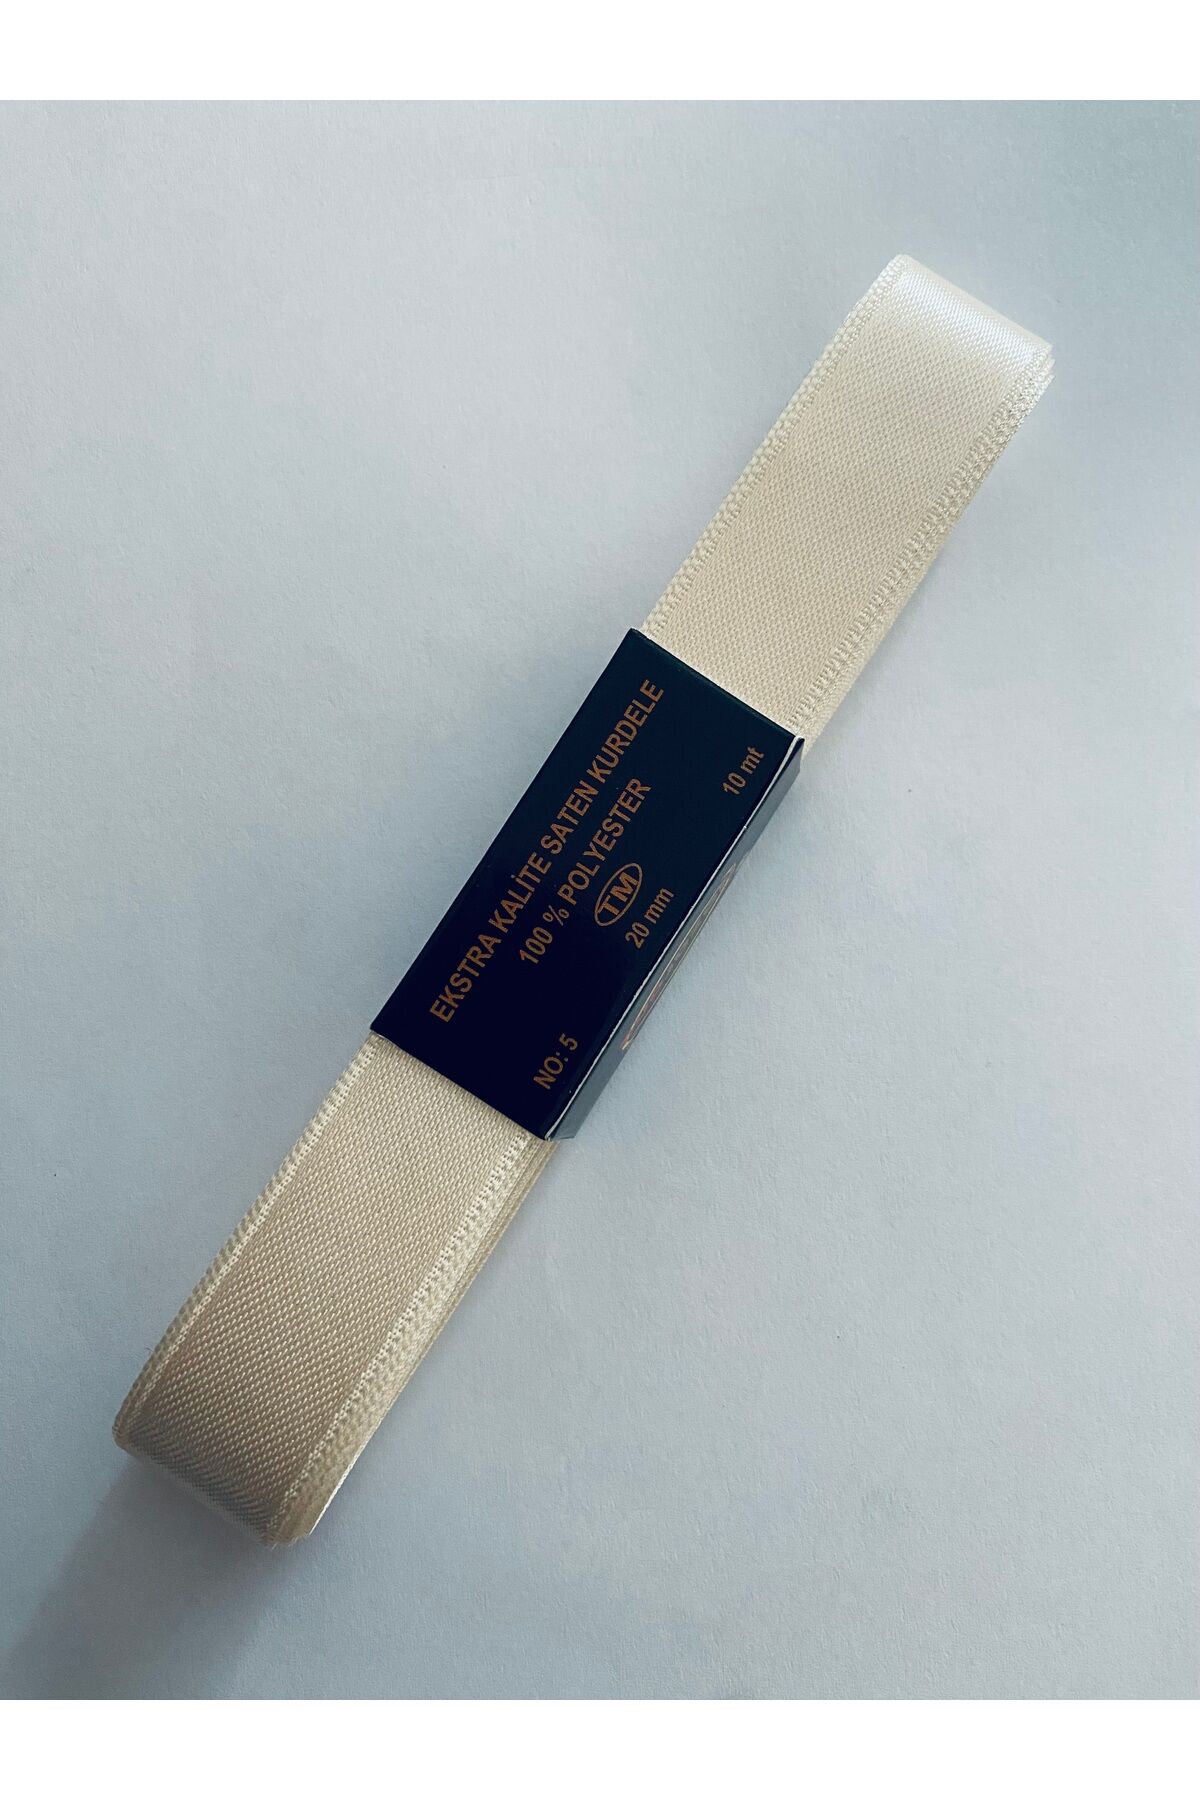 EKSTRA KALİTE SATEN KURDELE
100 % POLYESTER
TM
NO: 5 20 mm 10 mt